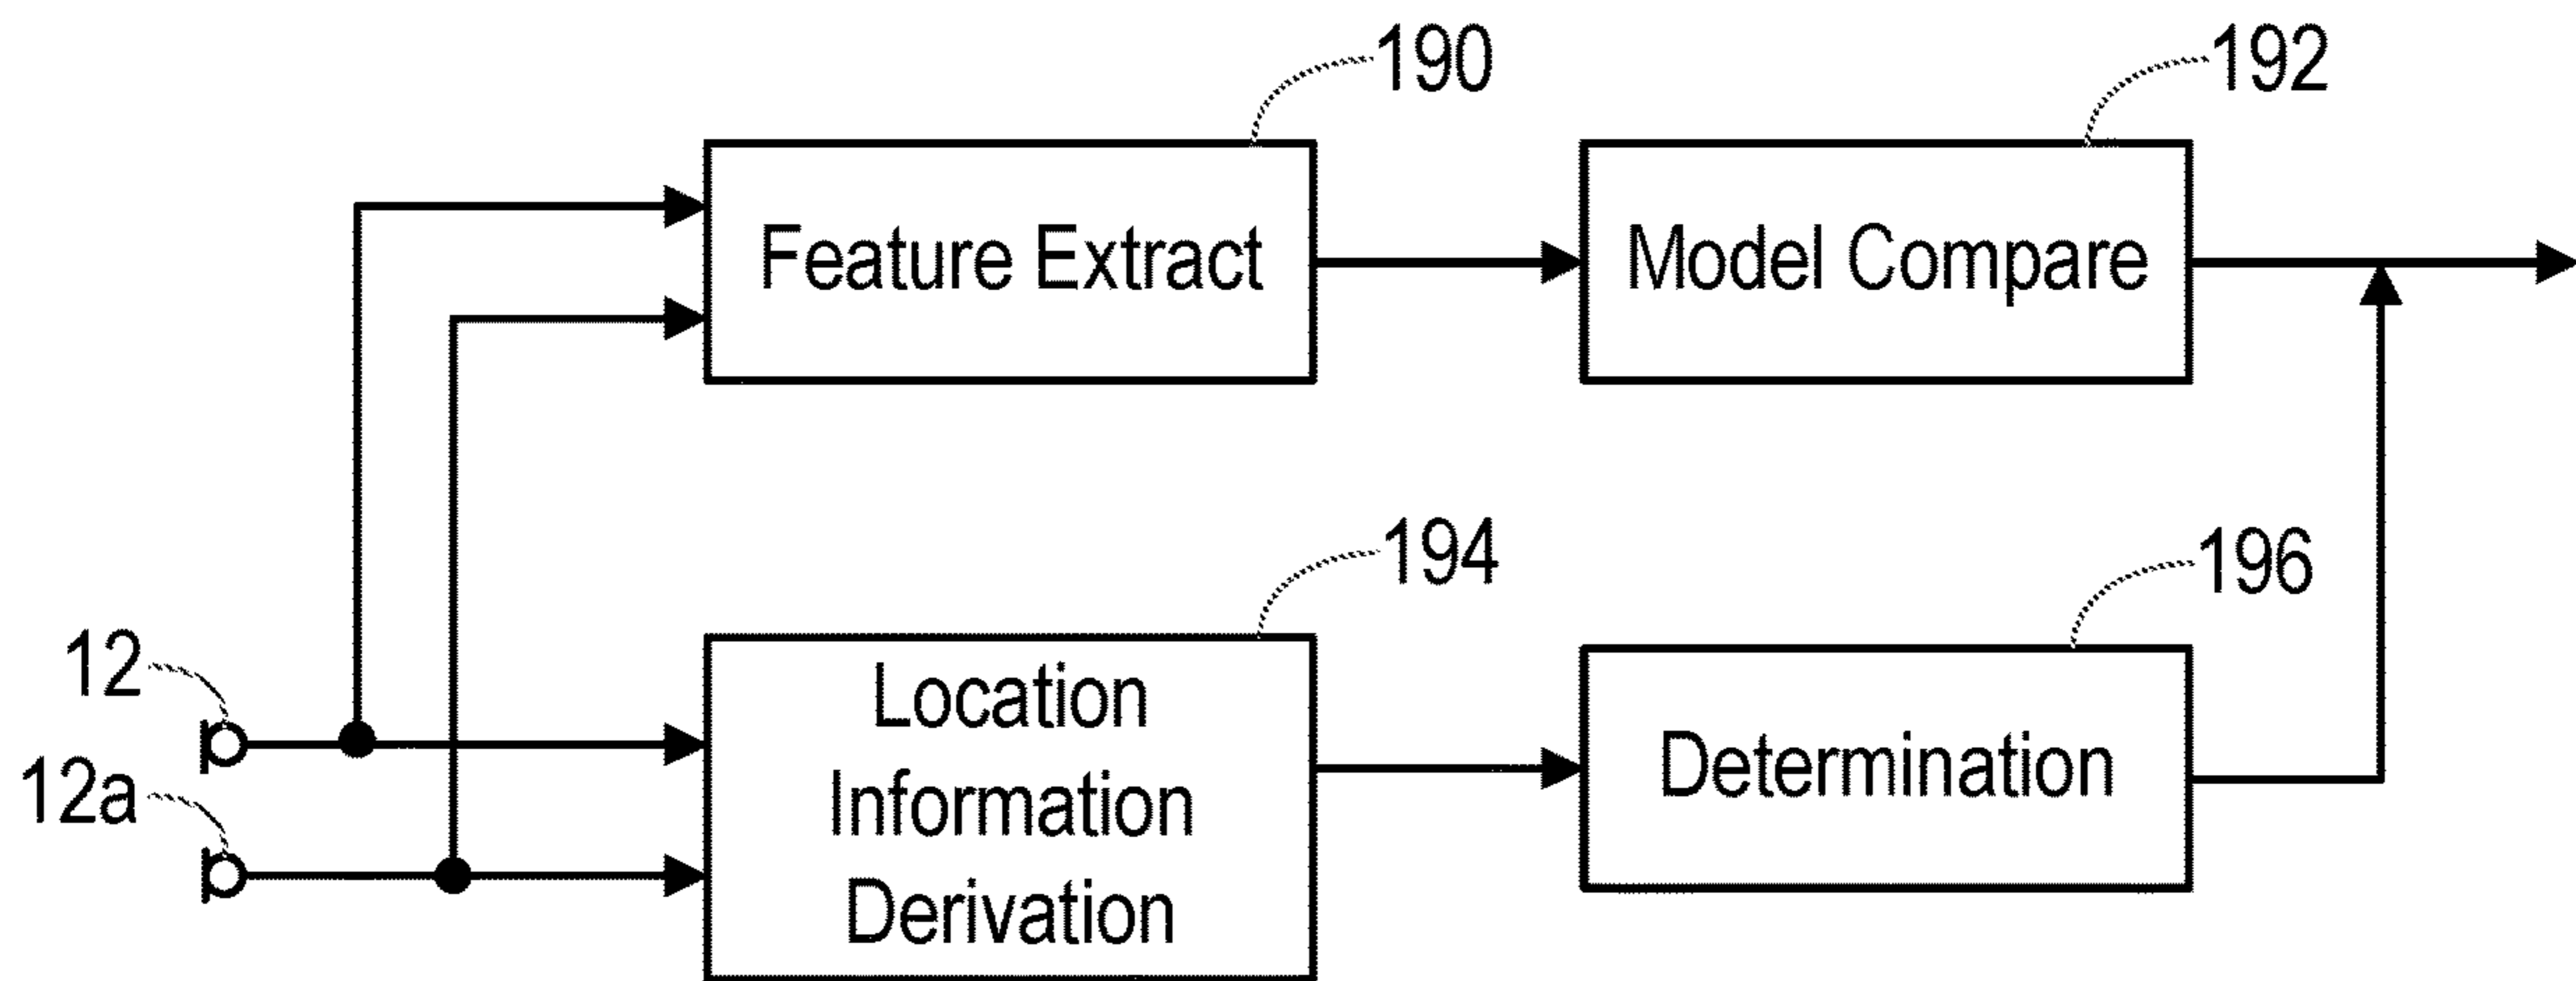 190
192
Feature Extract
Model Compare
194
196
12
12a
Location
Information
Derivation
Determination